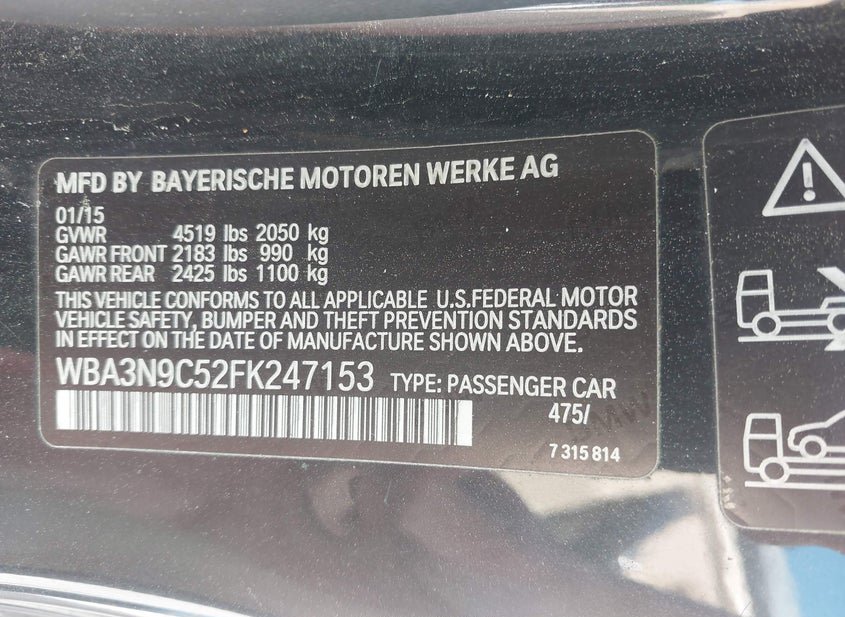 MFD BY BAYERISCHE MOTOREN WERKE AG
01/15
GVWR 4519 lbs 2050 kg
GAWR FRONT 2183 lbs 990 kg
GAWR REAR 2425 lbs 1100 kg
THIS VEHICLE CONFORMS TO ALL APPLICABLE U.S.FEDERAL MOTOR
VEHICLE SAFETY, BUMPER AND THEFT PREVENTION STANDARDS
IN EFFECT ON THE DATE OF MANUFACTURE SHOWN ABOVE.
WBA3N9C52FK247153 TYPE: PASSENGER CAR
475/
7 315 814